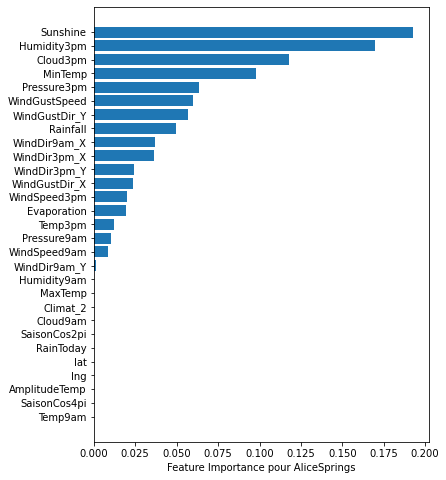 Sunshine
Humidity3pm
Cloud3pm
MinTemp
Pressure3pm
WindGustSpeed
WindGustDir_Y
Rainfall
WindDir9am_X
WindDir3pm_X
WindDir3pm_Y
WindGustDir_X
WindSpeed3pm
Evaporation
Temp3pm
Pressure9am
WindSpeed9am
WindDir9am_Y
Humidity9am
MaxTemp
Climat_2
Cloud9am
SaisonCos2pi
RainToday
lat
lng
AmplitudeTemp
SaisonCos4pi
Temp9am
0.000 0.025 0.050 0.075 0.100 0.125 0.150 0.175 0.200
Feature Importance pour AliceSprings